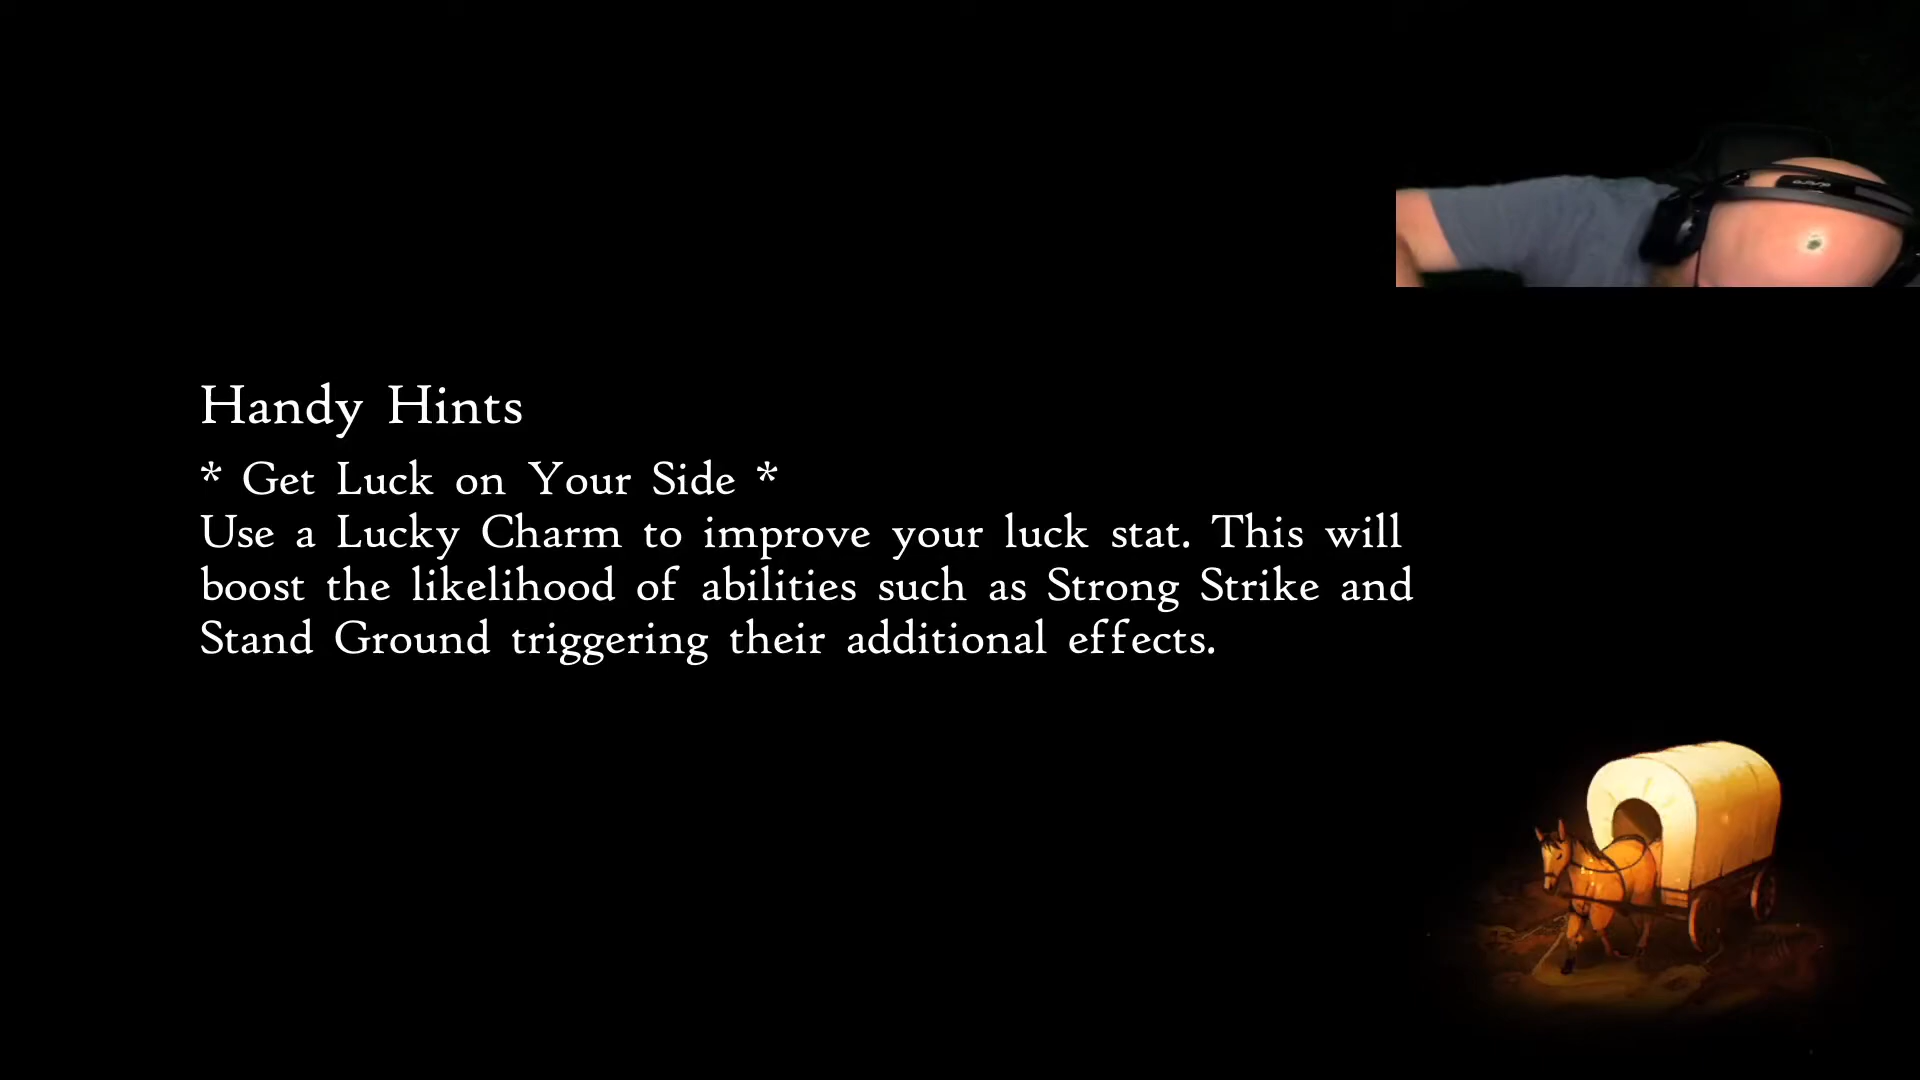 Handy Hints
* Get Luck on Your Side *
Use a Lucky Charm to improve your luck stat. This will
boost the likelihood of abilities such as Strong Strike and
Stand Ground triggering their additional effects.